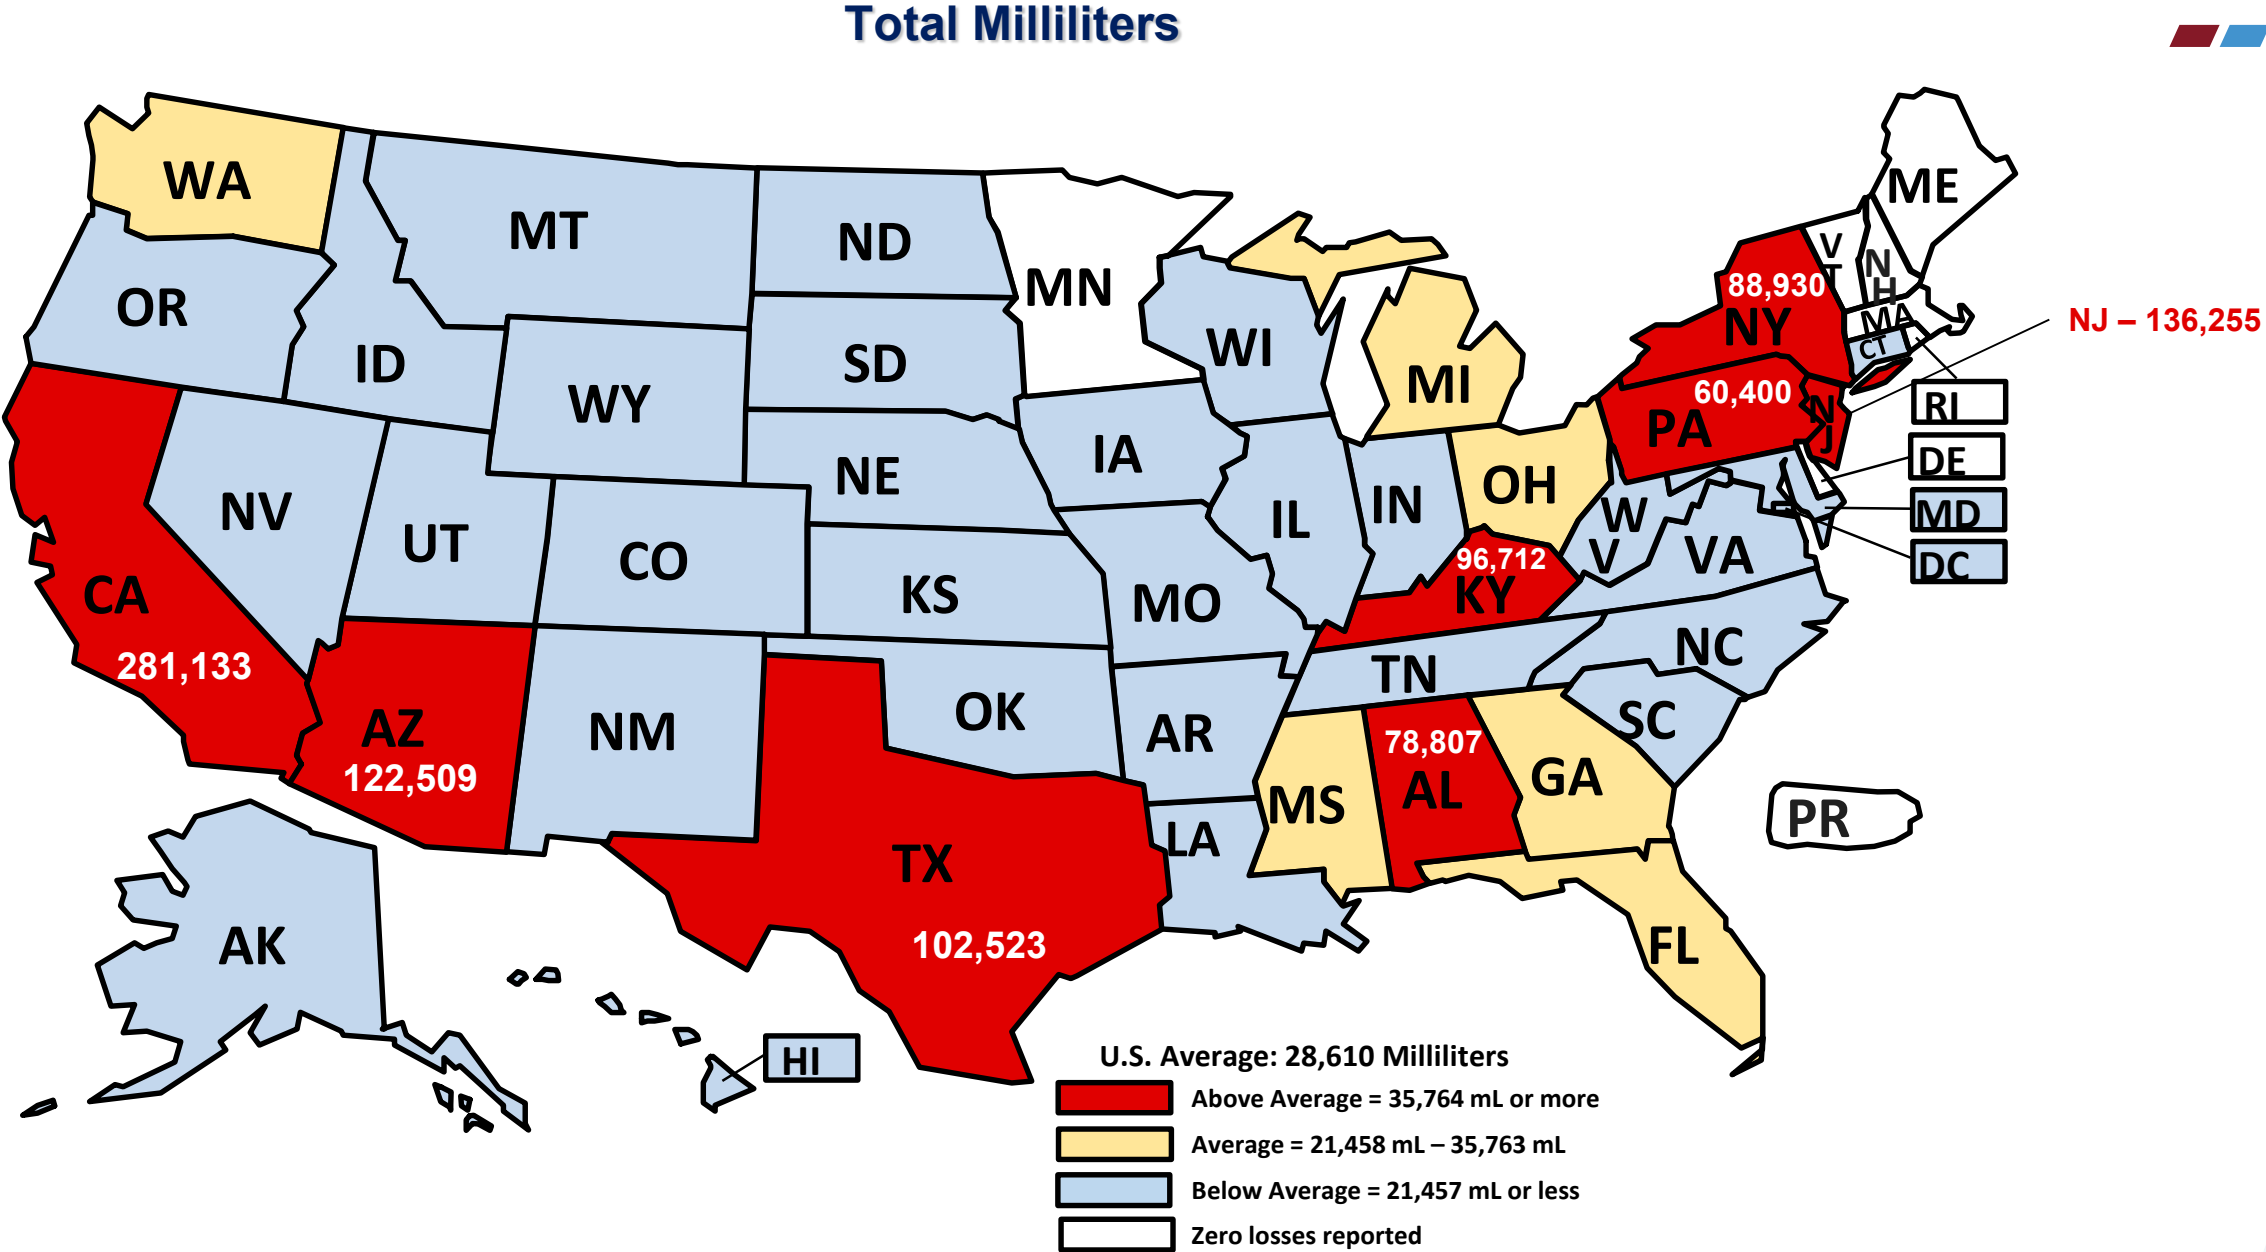 Total Milliliters
WA
MT
ND
MN
ME
V
T
N
H
OR
ID
SD
WI
88,930
NY
MA
NJ – 136,255
WY
MI
CT
60,400
PA
N
J
RI
IA
NE
OH
DE
NV
UT
CO
IL
IN
W
V
VA
MD
DC
CA
KS
MO
96,712
KY
281,133
NC
TN
AZ
122,509
NM
OK
AR
SC
78,807
AL
GA
MS
PR
TX
102,523
LA
AK
FL
HI
U.S. Average: 28,610 Milliliters
Above Average = 35,764 mL or more
Average = 21,458 mL – 35,763 mL
Below Average = 21,457 mL or less
Zero losses reported